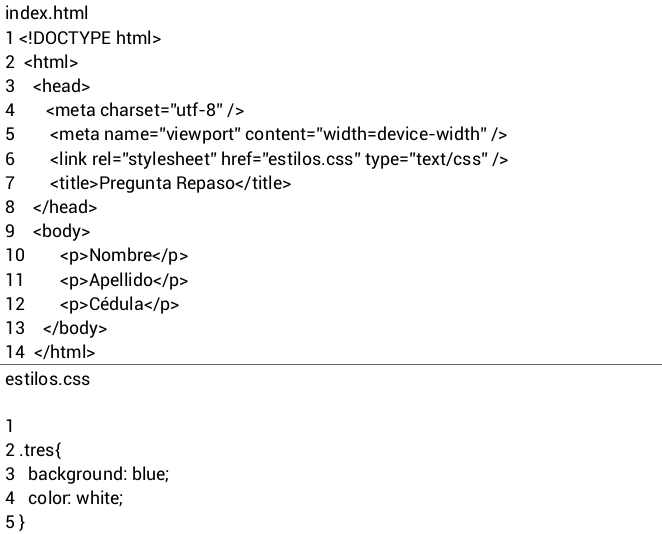 index.html
1 <!DOCTYPE html>
2 <html>
3 <head>
4 <meta charset="utf-8" />
5 <meta name="viewport" content="width=device-width" />
6 <link rel="stylesheet" href="estilos.css" type="text/css" />
7 <title>Pregunta Repaso</title>
8 </head>
9 <body>
10 <p>Nombre</p>
11 <p>Apellido</p>
12 <p>Cédula</p>
13 </body>
14 </html>
estilos.css
1
2 .tres{
3 background: blue;
4 color: white;
5 }